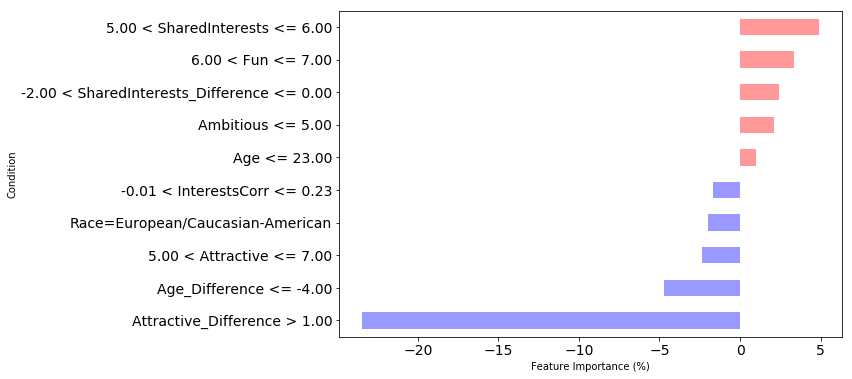 5.00 < SharedInterests <= 6.00
6.00 < Fun <= 7.00
-2.00 < SharedInterests_Difference <= 0.00
Ambitious <= 5.00
Age <= 23.00
Condition
-0.01 < InterestsCorr <= 0.23
Race=European/Caucasian-American
5.00 < Attractive <= 7.00
Age_Difference <= -4.00
Attractive_Difference > 1.00
−20 −15 −10 −5 0 5
Feature Importance (%)